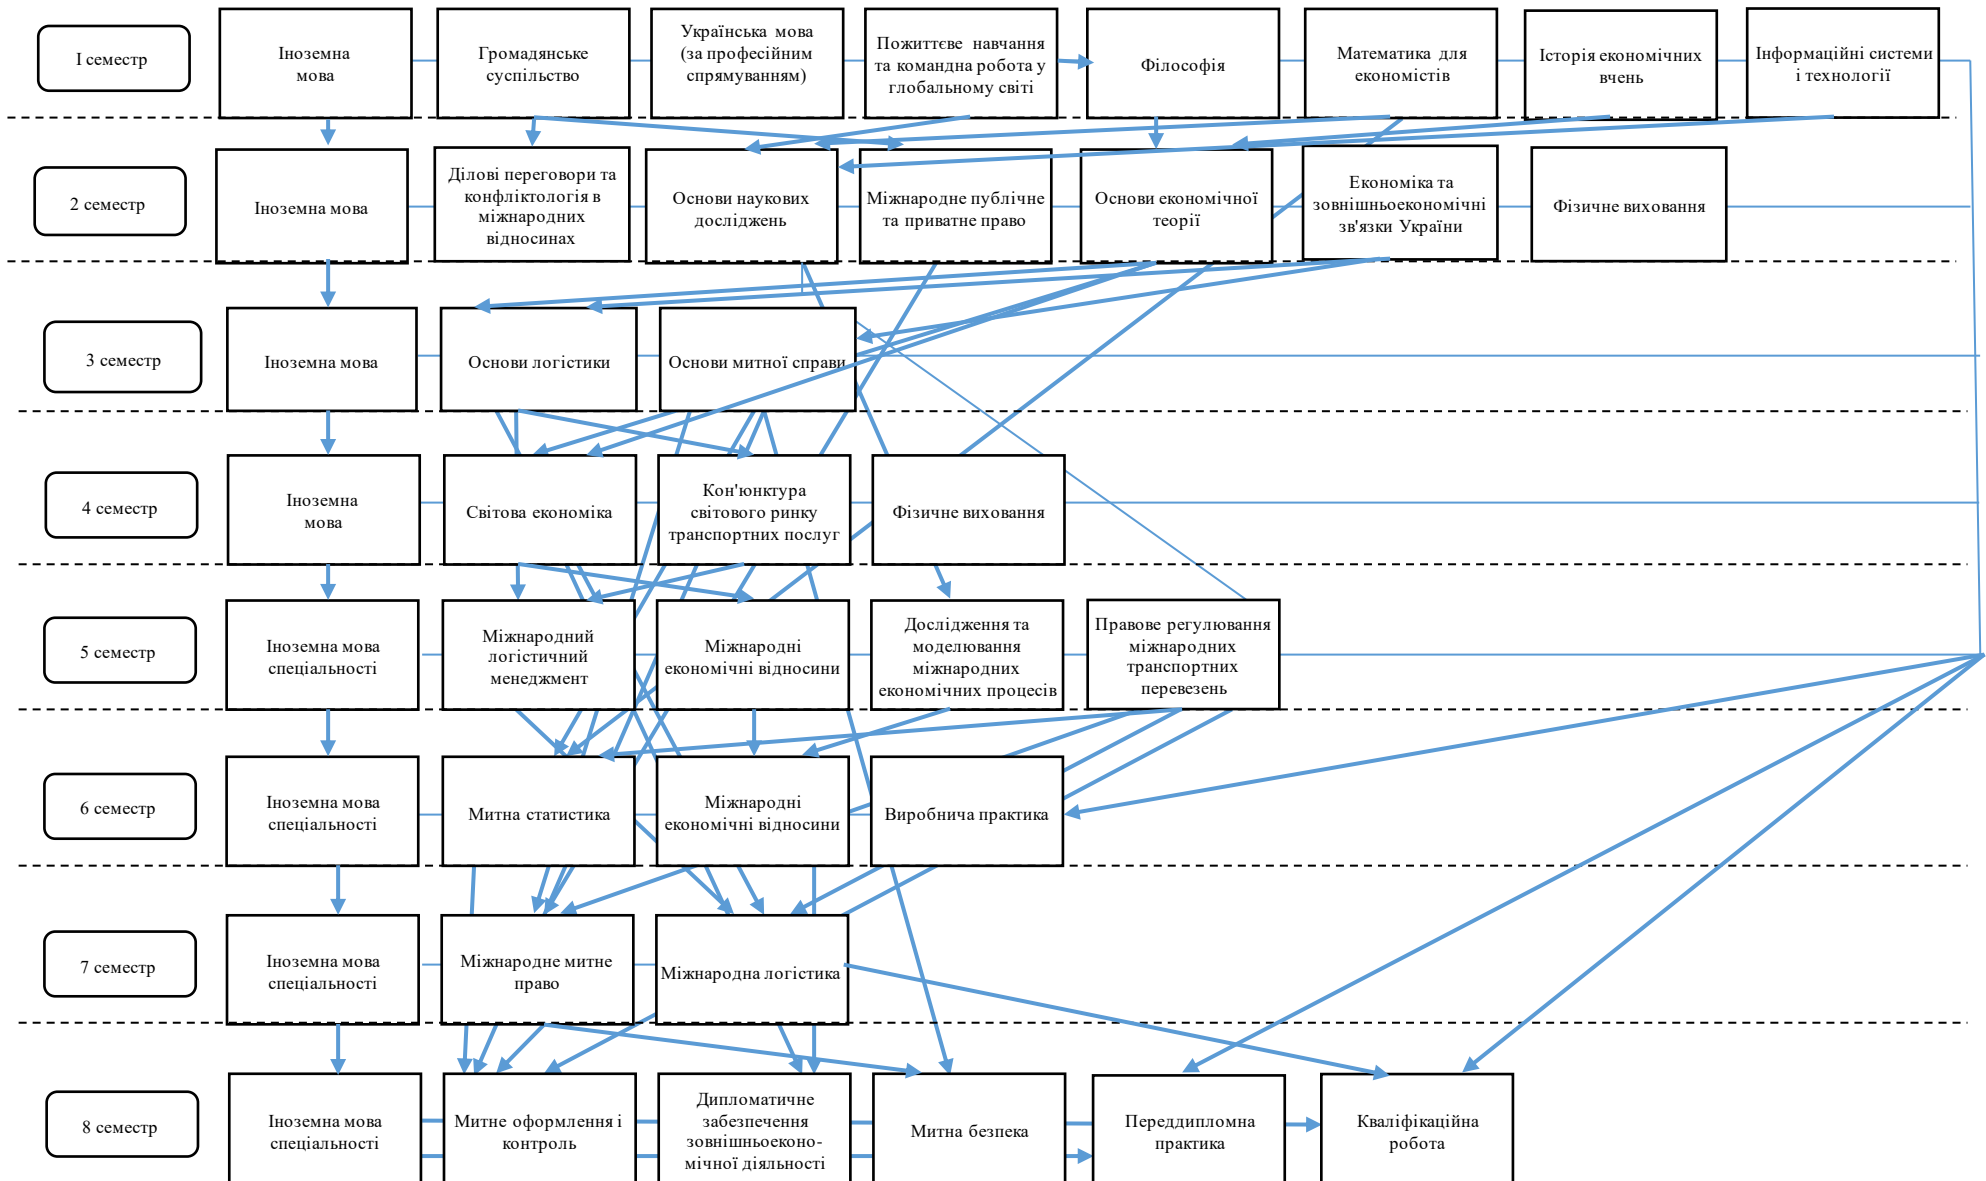 І семестр
Іноземна
мова
Громадянське
суспільство
Українська мова
(за професійним
спрямуванням)
Пожиттєве навчання
та командна робота у
глобальному світі
Філософія
Математика для
економістів
Історія економічних
вчень
Інформаційні системи
і технології
2 семестр
Іноземна мова
Ділові переговори та
конфліктологія в
міжнародних
відносинах
Основи наукових
досліджень
Міжнародне публічне
та приватне право
Основи економічної
теорії
Економіка та
зовнішньоекономічні
зв'язки України
Фізичне виховання
3 семестр
Іноземна мова
Основи логістики
Основи митної справи
4 семестр
Іноземна
мова
Світова економіка
Кон'юнктура
світового ринку
транспортних послуг
Фізичне виховання
5 семестр
Іноземна мова
спеціальності
Міжнародний
логістичний
менеджмент
Міжнародні
економічні відносини
Дослідження та
моделювання
міжнародних
економічних процесів
Правове регулювання
міжнародних
транспортних
перевезень
6 семестр
Іноземна мова
спеціальності
Митна статистика
Міжнародні
економічні відносини
Виробнича практика
7 семестр
Іноземна мова
спеціальності
Міжнародне митне
право
Міжнародна логістика
8 семестр
Іноземна мова
спеціальності
Митне оформлення і
контроль
Дипломатичне
забезпечення
зовнішньоеконо-
мічної діяльності
Митна безпека
Переддипломна
практика
Кваліфікаційна
робота